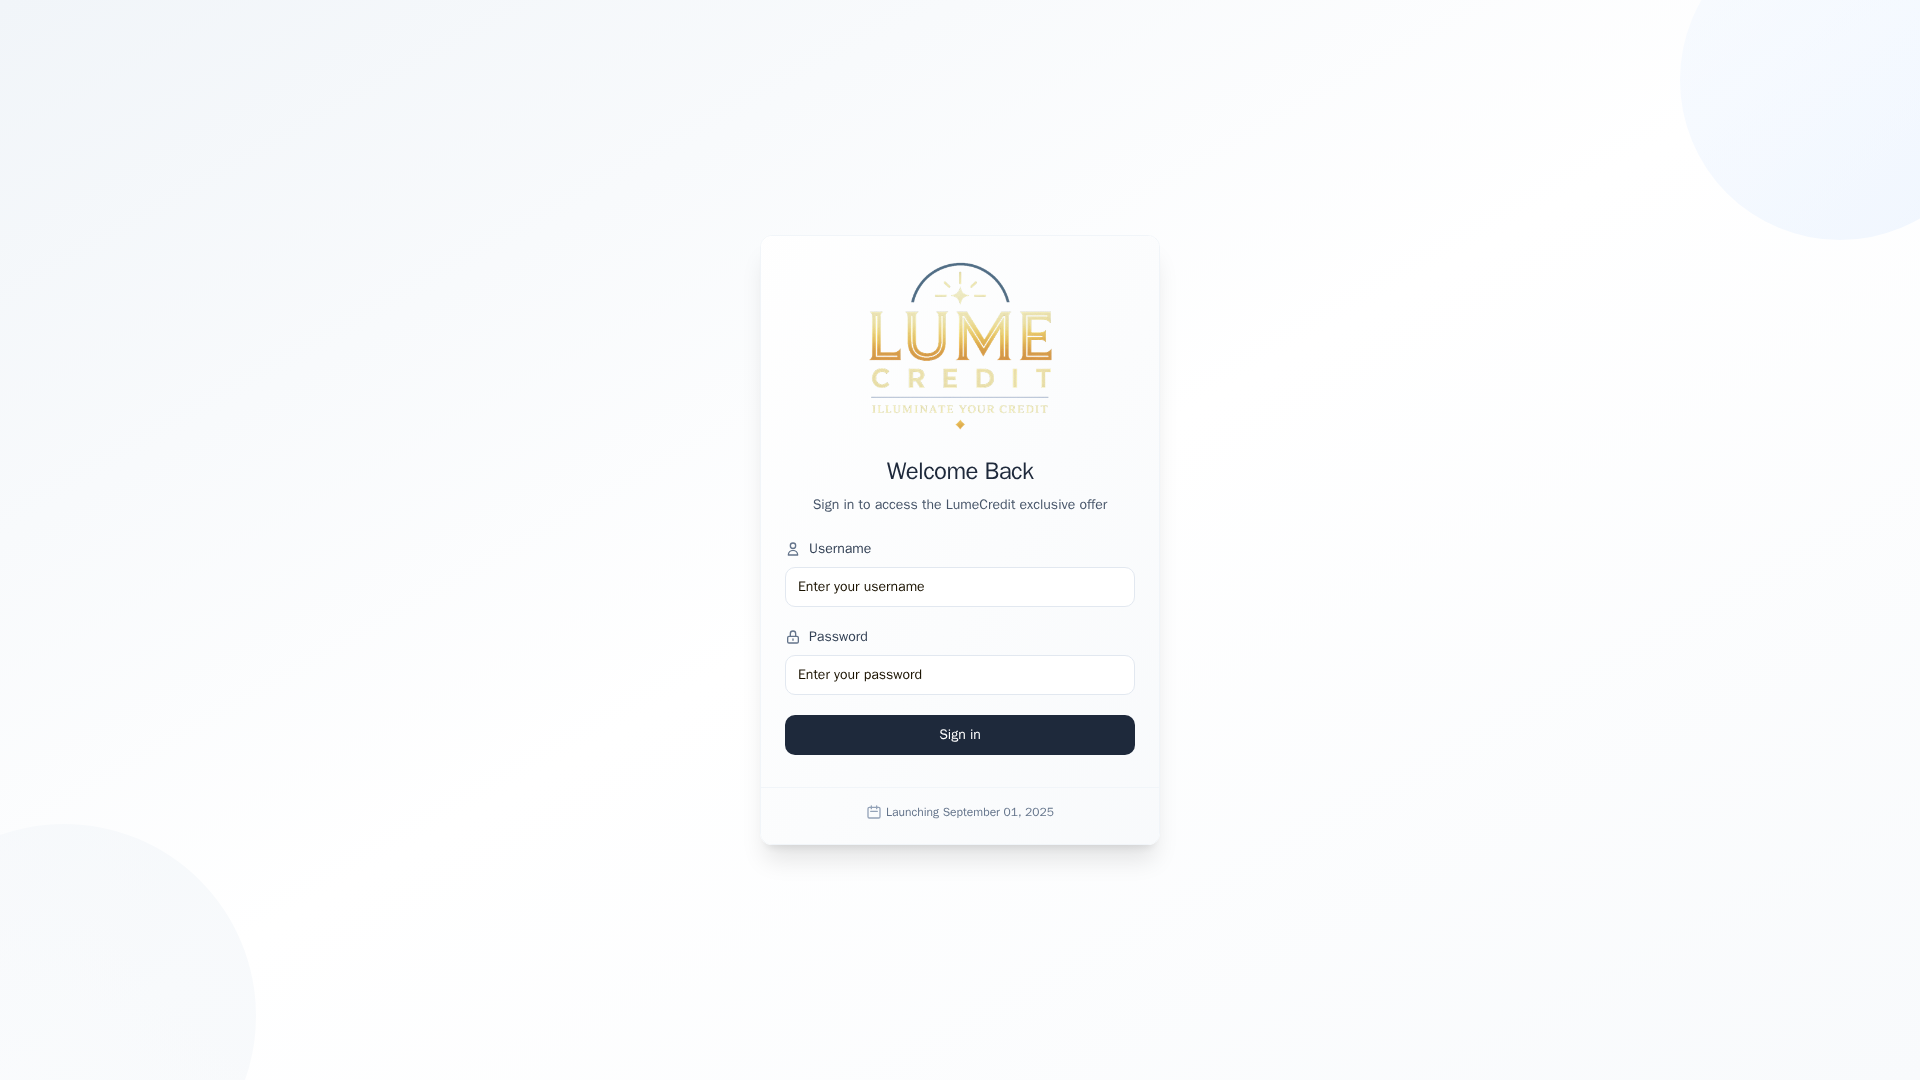 LUME
CREDIT
ILLUMINATE YOUR CREDIT
Welcome Back
Sign in to access the LumeCredit exclusive offer
Username
Enter your username
Password
Enter your password
Sign in
Launching September 01, 2025